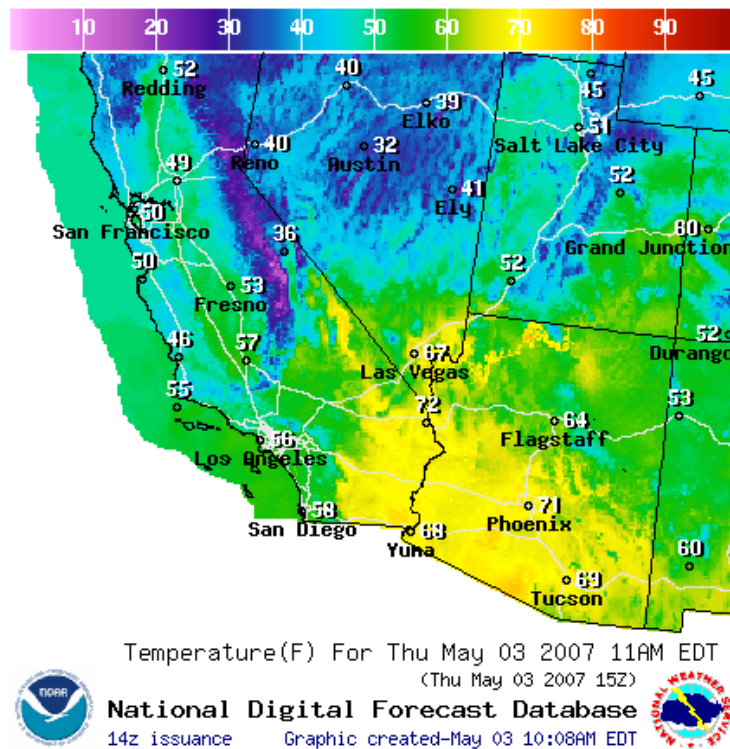 10 20 30 40 50 60 70 80 90
52
Redding
40
39
Elko
45
45
51
Salt Lake City
49
40
Reno
32
Austin
52
41
Ely
50
San Francisco
60
Grand Junction
36
50
53
Fresno
52
46
57
67
Las Vegas
52
Durango
55
72
64
Flagstaff
53
56
Los Angeles
58
San Diego
68
Yuma
71
Phoenix
60
69
Tucson
Temperature(F) For Thu May 03 2007 11AM EDT
(Thu May 03 2007 15Z)
NOAA
National Digital Forecast Database
14z issuance Graphic created-May 03 10:08AM EDT
NATIONAL WEATHER SERVICE